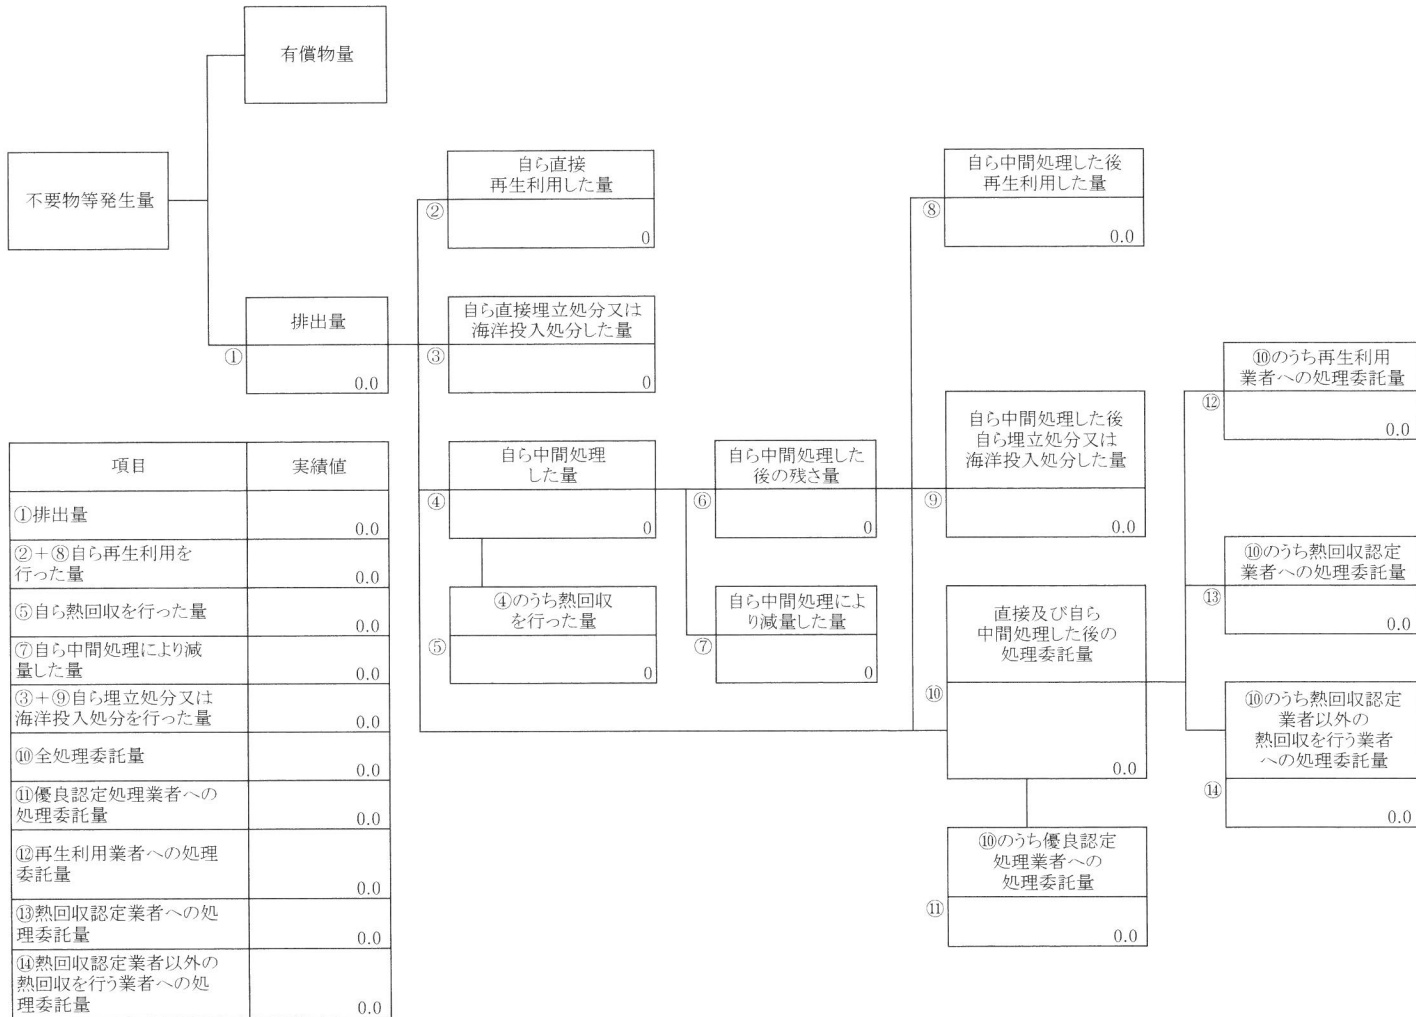 有償物量
不要物等発生量
排出量
①
0.0
自ら直接
再生利用した量
②
0
自ら直接埋立処分又は
海洋投入処分した量
③
0
自ら中間処理
した量
④
0
④のうち熱回収
を行った量
⑤
0
自ら中間処理した
後の残さ量
⑥
0
自ら中間処理によ
り減量した量
⑦
0
自ら中間処理した後
再生利用した量
⑧
0.0
自ら中間処理した後
自ら埋立処分又は
海洋投入処分した量
⑨
0.0
直接及び自ら
中間処理した後の
処理委託量
⑩
0.0
⑩のうち優良認定
処理業者への
処理委託量
⑪
0.0
⑩のうち再生利用
業者への処理委託量
⑫
0.0
⑩のうち熱回収認定
業者への処理委託量
⑬
0.0
⑩のうち熱回収認定
業者以外の
熱回収を行う業者
への処理委託量
⑭
0.0
項目 実績値
①排出量
0.0
②+⑧自ら再生利用を
行った量 0.0
⑤自ら熱回収を行った量
0.0
⑦自ら中間処理により減
量した量 0.0
③+⑨自ら埋立処分又は
海洋投入処分を行った量 0.0
⑩全処理委託量
0.0
⑪優良認定処理業者への
処理委託量 0.0
⑫再生利用業者への処理
委託量
0.0
⑬熱回収認定業者への処
理委託量 0.0
⑭熱回収認定業者以外の
熱回収を行う業者への処
理委託量 0.0